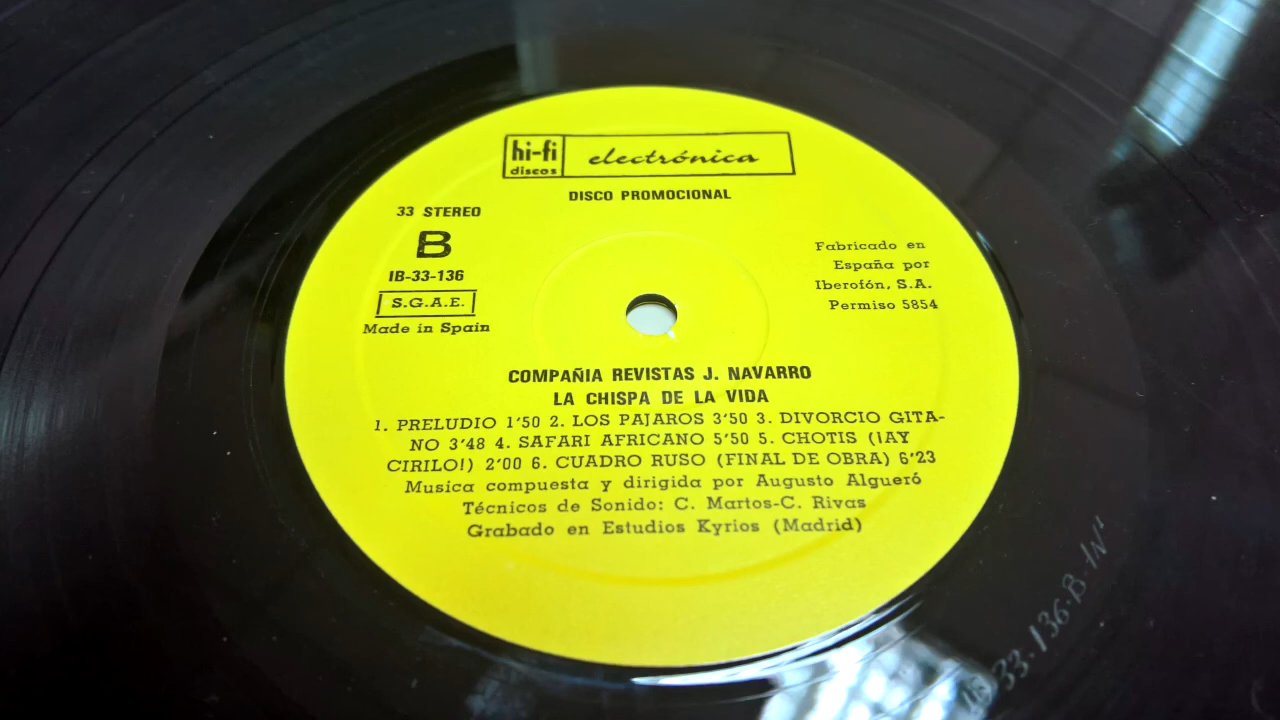 hi-fi
discos
electrónica
DISCO PROMOCIONAL
33 STEREO
B
IB-33-136
S.G.A.E.
Made in Spain
Fabricado en
España por
Iberofón, S.A.
Permiso 5854
COMPAÑIA REVISTAS J. NAVARRO
LA CHISPA DE LA VIDA
1. PRELUDIO 1'50 2. LOS PAJAROS 3'50 3. DIVORCIO GITA-
NO 3'48 4. SAFARI AFRICANO 5'50 5. CHOTIS (¡AY
CIRILO!) 2'00 6. CUADRO RUSO (FINAL DE OBRA) 6'23
Musica compuesta y dirigida por Augusto Algueró
Técnicos de Sonido: C. Martos-C. Rivas
Grabado en Estudios Kyrios (Madrid)
33·136·B